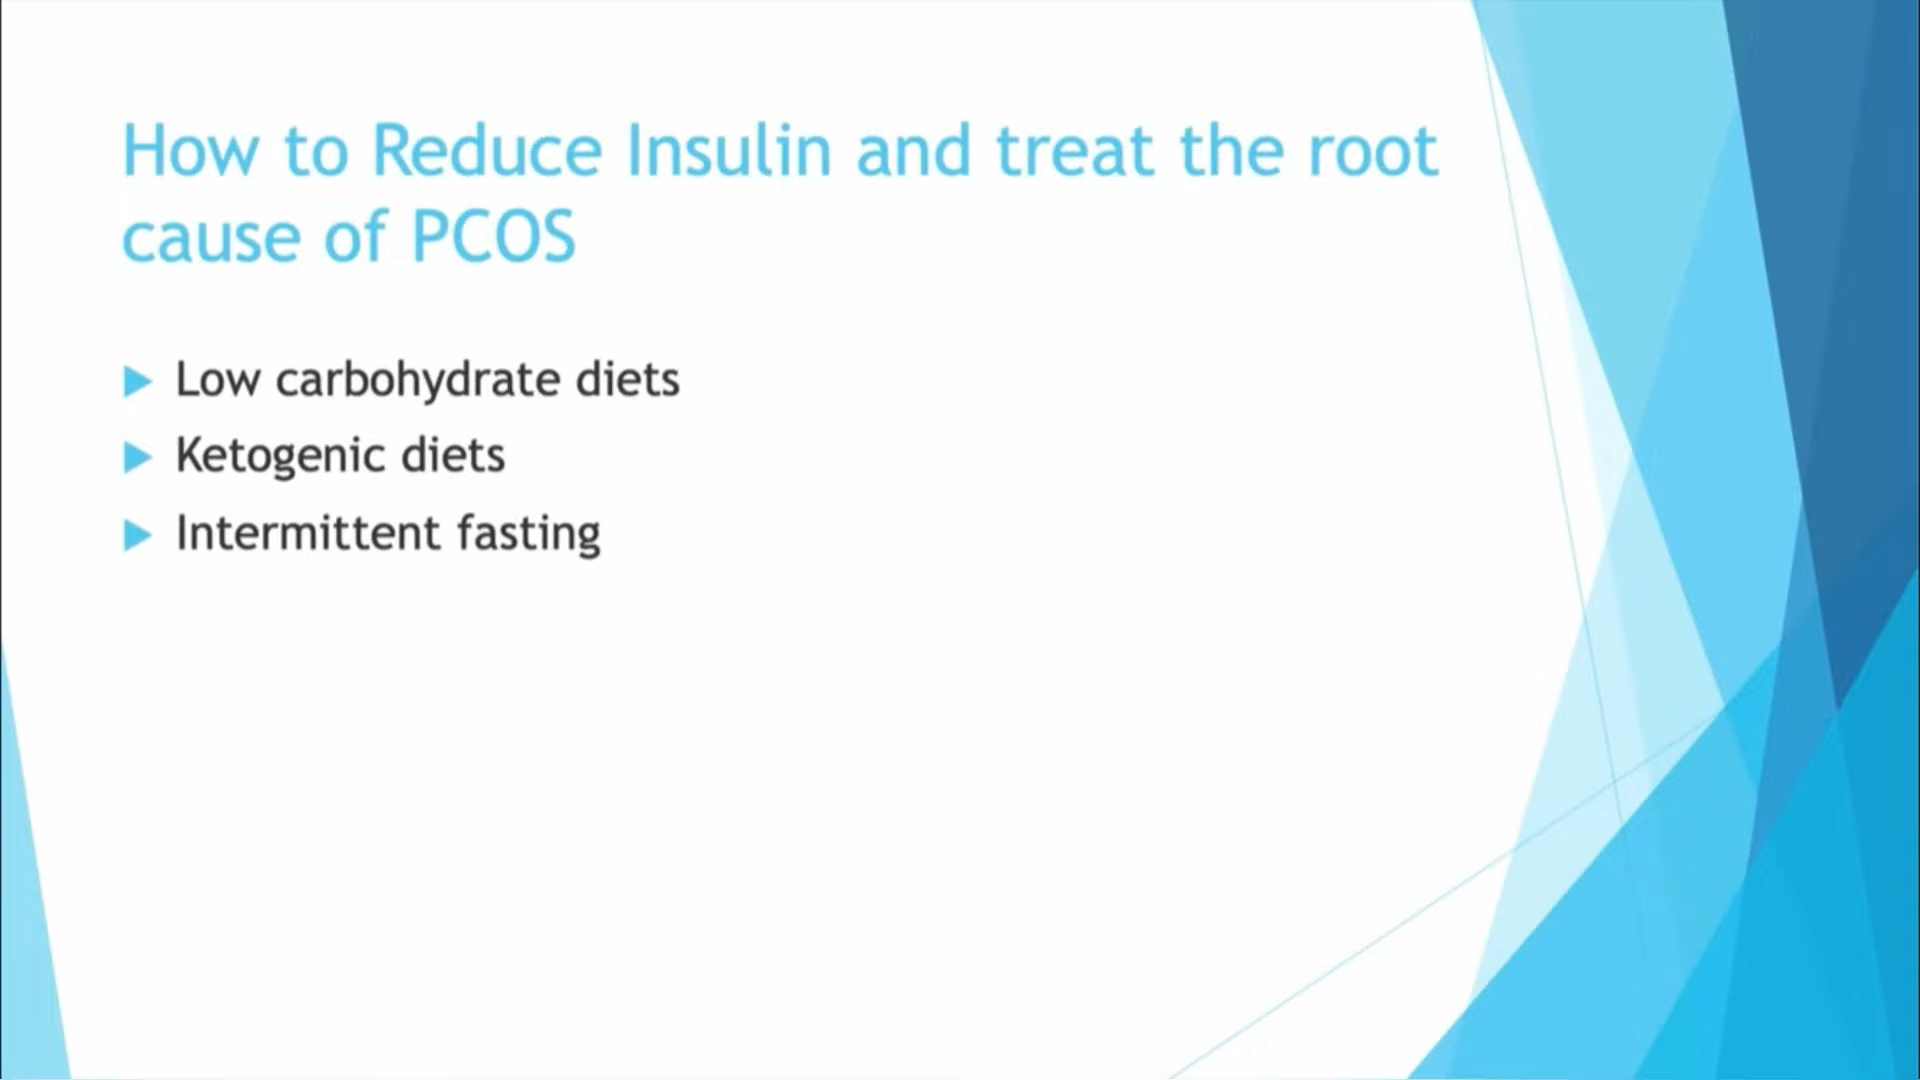 How to Reduce Insulin and treat the root
cause of PCOS
Low carbohydrate diets
Ketogenic diets
Intermittent fasting